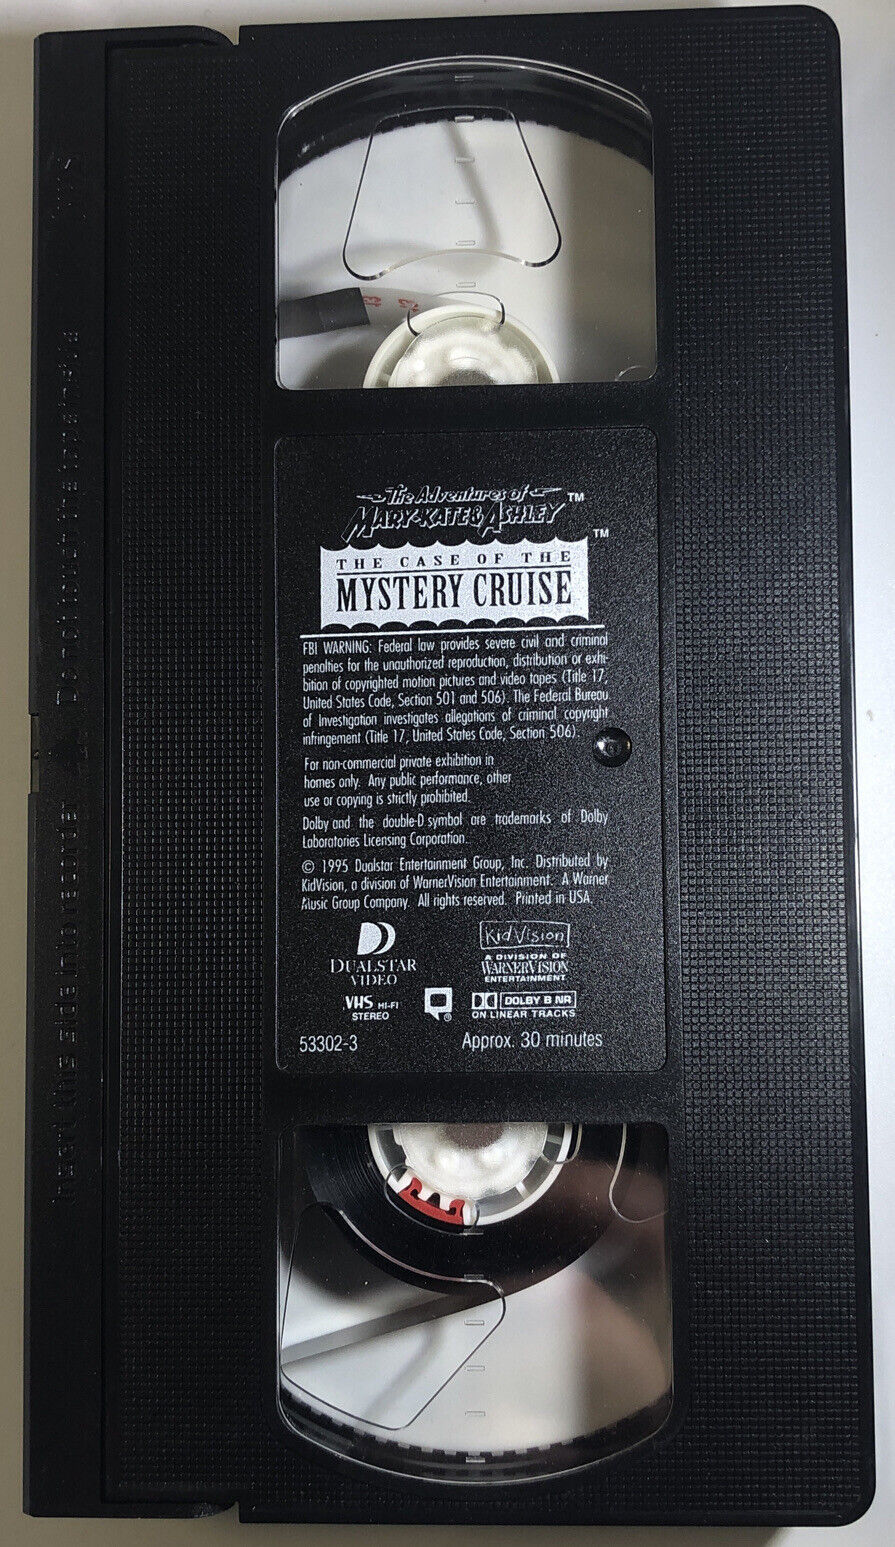 The Adventures of ™
MARY-KATE & ASHLEY ™
THE CASE OF THE
MYSTERY CRUISE
FBI WARNING: Federal law provides severe civil and criminal
penalties for the unauthorized reproduction, distribution or exhi-
bition of copyrighted motion pictures and video tapes (Title 17,
United States Code, Section 501 and 506). The Federal Bureau
of Investigation investigates allegations of criminal copyright
infringement (Title 17, United States Code, Section 506).
For non-commercial private exhibition in
homes only. Any public performance, other
use or copying is strictly prohibited.
Dolby and the double-D symbol are trademarks of Dolby
Laboratories Licensing Corporation.
© 1995 Dualstar Entertainment Group, Inc. Distributed by
KidVision, a division of WarnerVision Entertainment. A Warner
Music Group Company. All rights reserved. Printed in USA.
DUALSTAR
VIDEO
KidVision
A DIVISION OF
WARNERVISION
ENTERTAINMENT
VHS HI-FI
STEREO
®
DOLBY B NR
ON LINEAR TRACKS
53302-3
Approx. 30 minutes
Insert this side into recorder
Do not touch the tape inside